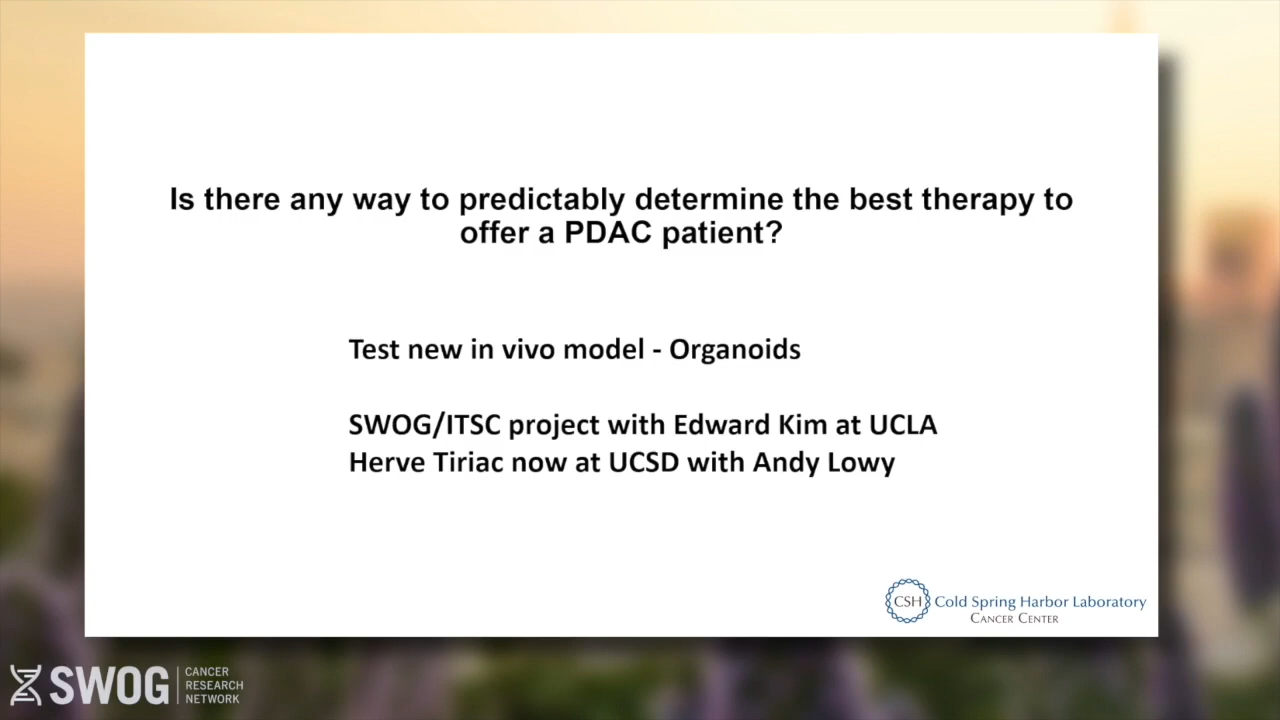 Is there any way to predictably determine the best therapy to
offer a PDAC patient?
Test new in vivo model - Organoids
SWOG/ITSC project with Edward Kim at UCLA
Herve Tiriac now at UCSD with Andy Lowy
CSH Cold Spring Harbor Laboratory
CANCER CENTER
SWOG
CANCER
RESEARCH
NETWORK